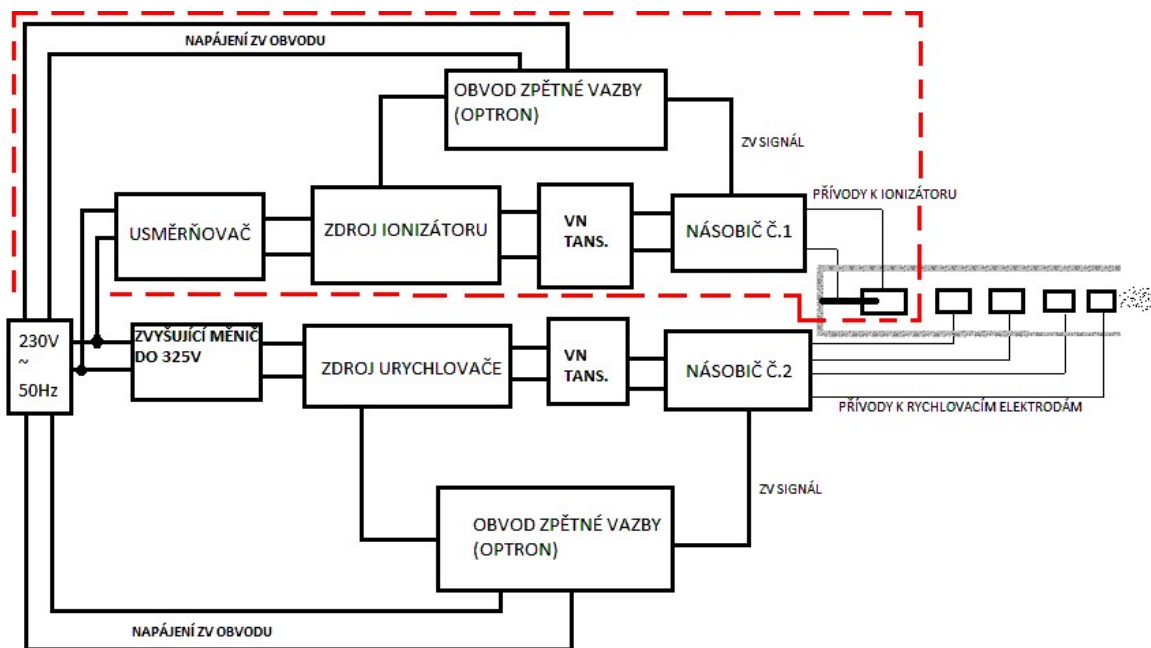 NAPÁJENÍ ZV OBVODU
OBVOD ZPĚTNÉ VAZBY
(OPTRON)
ZV SIGNÁL
PŘÍVODY K IONIZÁTORU
USMĚRŇOVAČ
ZDROJ IONIZÁTORU
VN
TANS.
NÁSOBIČ Č.1
230V
~
50Hz
ZVYŠUJÍCÍ MĚNIČ
DO 325V
ZDROJ URYCHLOVAČE
VN
TANS.
NÁSOBIČ Č.2
PŘÍVODY K RYCHLOVACÍM ELEKTRODÁM
ZV SIGNÁL
OBVOD ZPĚTNÉ VAZBY
(OPTRON)
NAPÁJENÍ ZV OBVODU